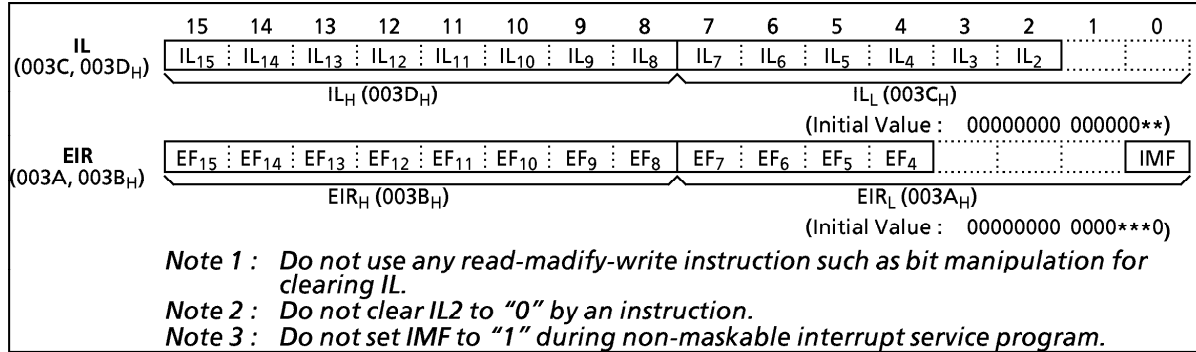 15 14 13 12 11 10 9 8 7 6 5 4 3 2 1 0
IL
(003C, 003DH)
IL15 IL14 IL13 IL12 IL11 IL10 IL9 IL8 IL7 IL6 IL5 IL4 IL3 IL2
ILH (003DH) ILL (003CH)
(Initial Value : 00000000 000000**)
EIR
(003A, 003BH)
EF15 EF14 EF13 EF12 EF11 EF10 EF9 EF8 EF7 EF6 EF5 EF4 IMF
EIRH (003BH) EIRL (003AH)
(Initial Value : 00000000 0000***0)
Note 1 : Do not use any read-madify-write instruction such as bit manipulation for
clearing IL.
Note 2 : Do not clear IL2 to “0” by an instruction.
Note 3 : Do not set IMF to “1” during non-maskable interrupt service program.